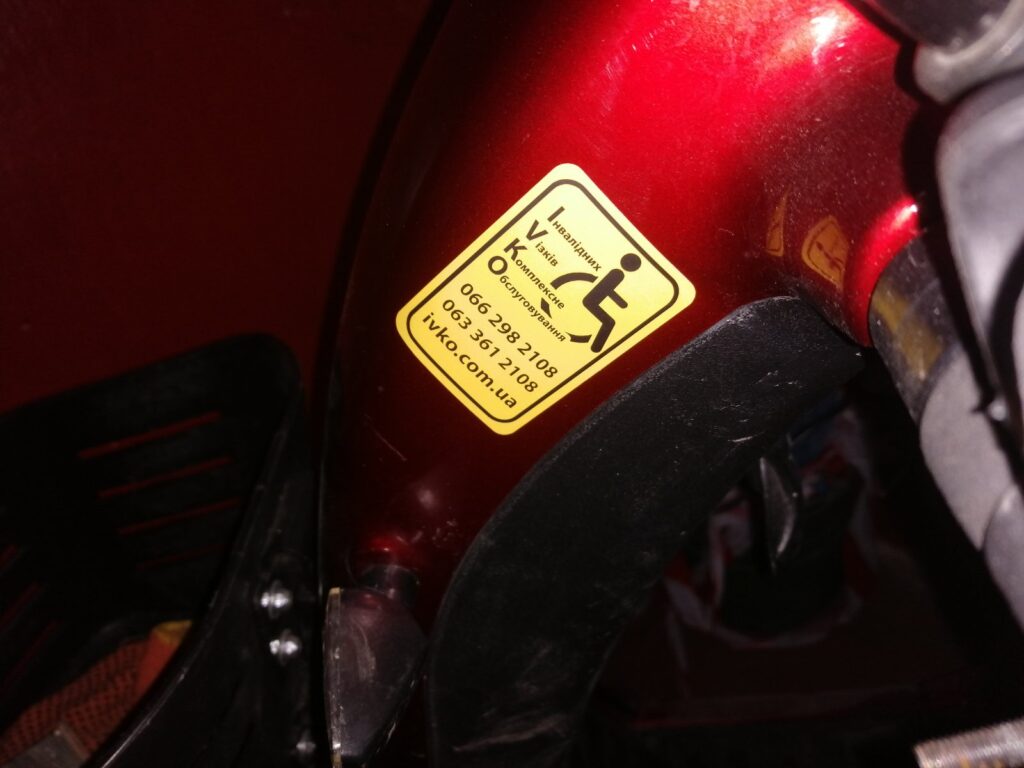 I Інвалідних
V Візків
K Комплексне
O Обслуговування
066 298 2108
063 361 2108
ivko.com.ua